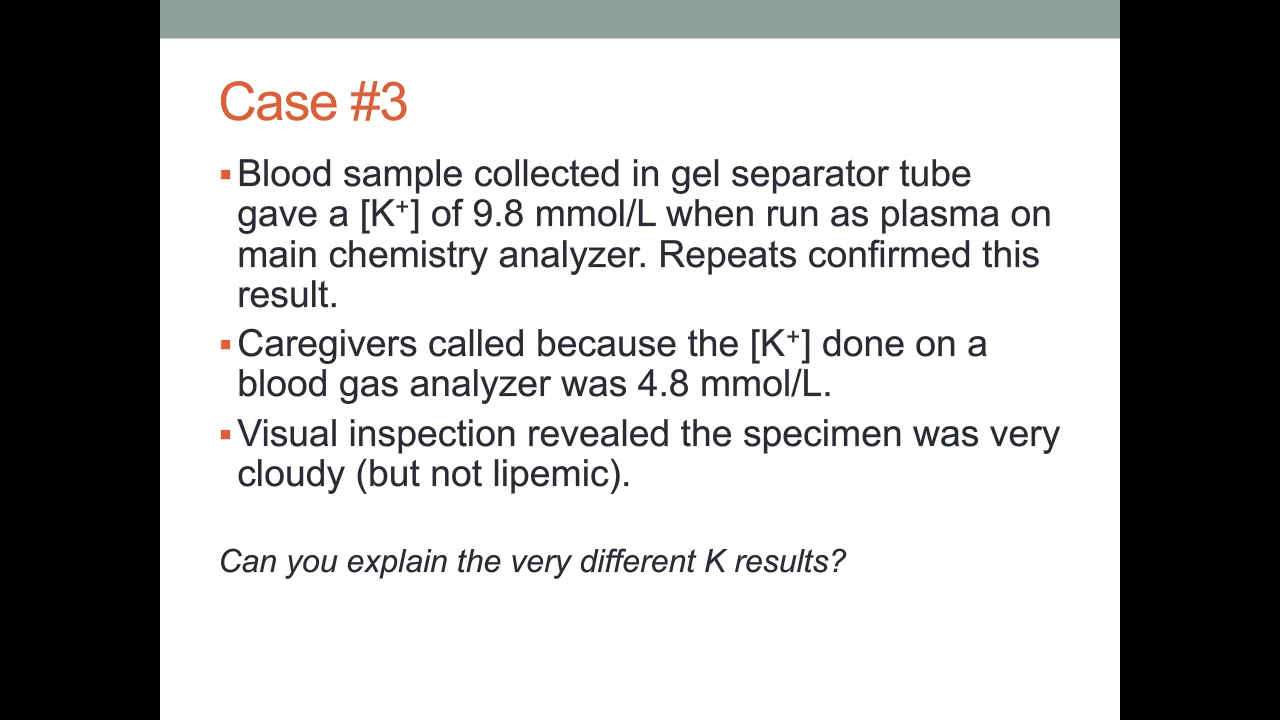 Case #3
▪Blood sample collected in gel separator tube
gave a [K⁺] of 9.8 mmol/L when run as plasma on
main chemistry analyzer. Repeats confirmed this
result.
▪Caregivers called because the [K⁺] done on a
blood gas analyzer was 4.8 mmol/L.
▪Visual inspection revealed the specimen was very
cloudy (but not lipemic).
Can you explain the very different K results?